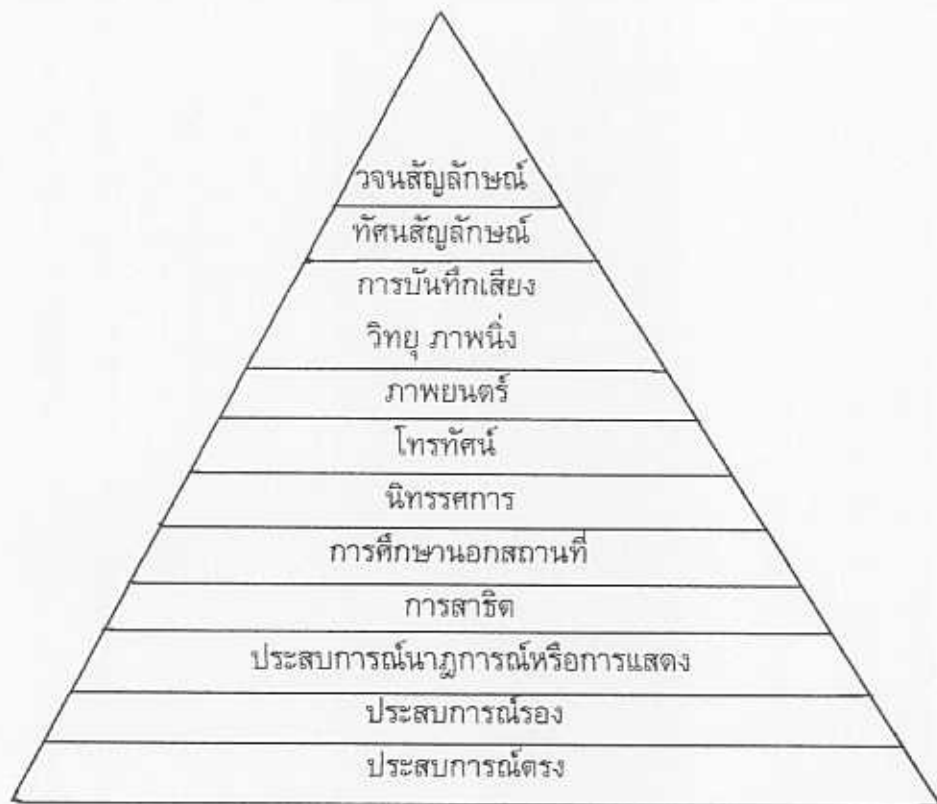 วจนสัญลักษณ์
ทัศนสัญลักษณ์
การบันทึกเสียง
วิทยุ ภาพนิ่ง
ภาพยนตร์
โทรทัศน์
นิทรรศการ
การศึกษานอกสถานที่
การสาธิต
ประสบการณ์นาฏการณ์หรือการแสดง
ประสบการณ์รอง
ประสบการณ์ตรง